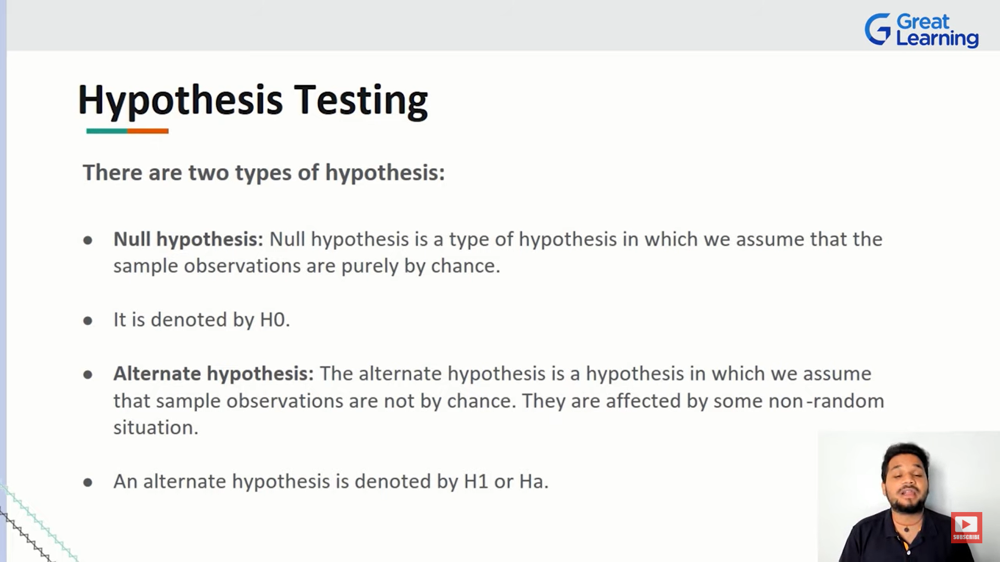 Great
Learning
Hypothesis Testing
There are two types of hypothesis:
● Null hypothesis: Null hypothesis is a type of hypothesis in which we assume that the
sample observations are purely by chance.
● It is denoted by H0.
● Alternate hypothesis: The alternate hypothesis is a hypothesis in which we assume
that sample observations are not by chance. They are affected by some non-random
situation.
● An alternate hypothesis is denoted by H1 or Ha.
SUBSCRIBE